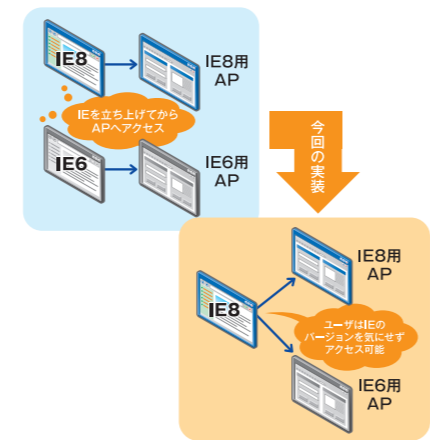 IE8
IE8用
AP
IEを立ち上げてから
APへアクセス
IE6
IE6用
AP
今回の実装
IE8
IE8用
AP
ユーザはIEの
バージョンを気にせず
アクセス可能
IE6用
AP